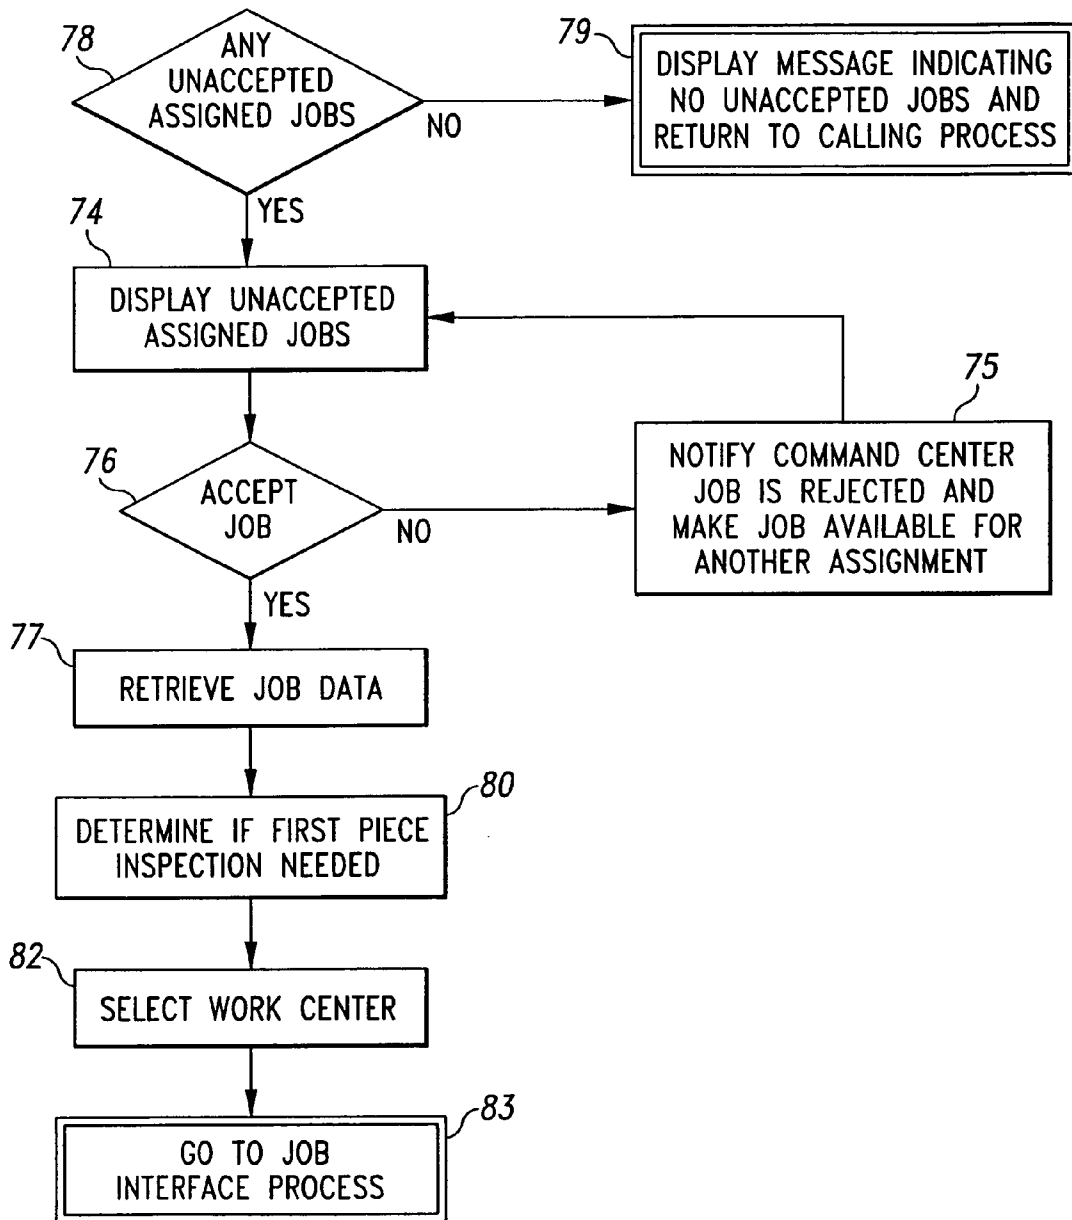 78
ANY
UNACCEPTED
ASSIGNED JOBS
NO
79
DISPLAY MESSAGE INDICATING
NO UNACCEPTED JOBS AND
RETURN TO CALLING PROCESS
YES
74
DISPLAY UNACCEPTED
ASSIGNED JOBS
75
NOTIFY COMMAND CENTER
JOB IS REJECTED AND
MAKE JOB AVAILABLE FOR
ANOTHER ASSIGNMENT
76
ACCEPT
JOB
NO
YES
77
RETRIEVE JOB DATA
80
DETERMINE IF FIRST PIECE
INSPECTION NEEDED
82
SELECT WORK CENTER
83
GO TO JOB
INTERFACE PROCESS